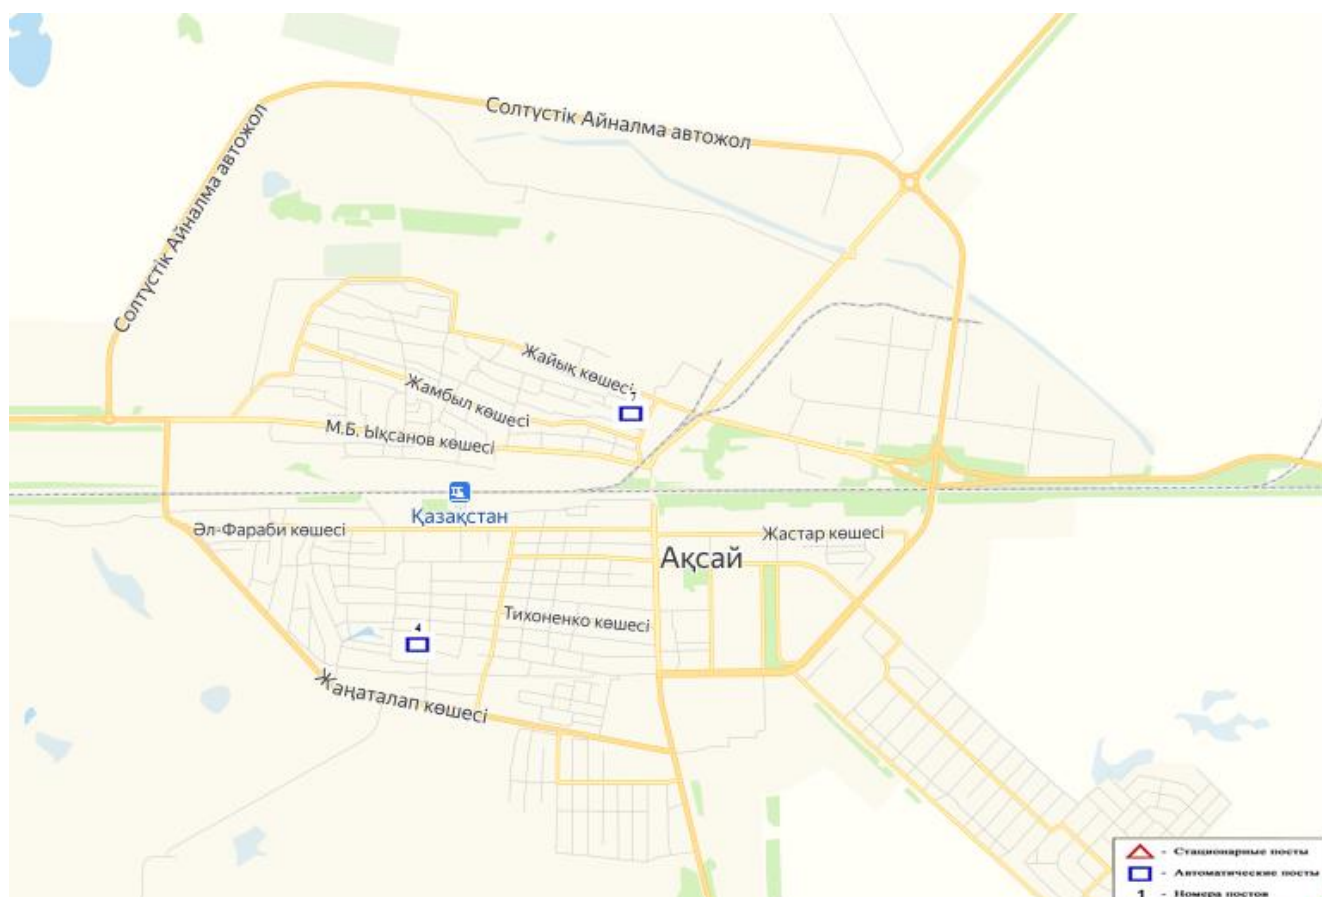 Солтүстік Айналма автожол
Солтүстік Айналма автожол
Жайық көшесі
7
Жамбыл көшесі
М.Б. Ықсанов көшесі
Қазақстан
Әл-Фараби көшесі
Жастар көшесі
Ақсай
Тихоненко көшесі
4
Жаңаталап көшесі
- Стационарные посты
- Автоматические посты
1 - Номера постов